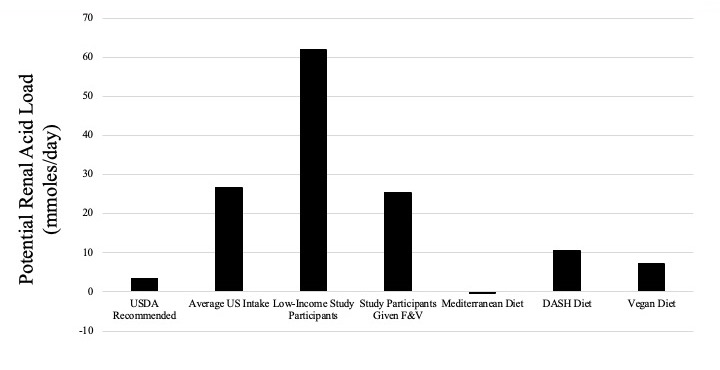 Potential Renal Acid Load
(mmoles/day)
70
60
50
40
30
20
10
0
-10
USDA
Recommended
Average US Intake
Low-Income Study
Participants
Study Participants
Given F&V
Mediterranean Diet
DASH Diet
Vegan Diet